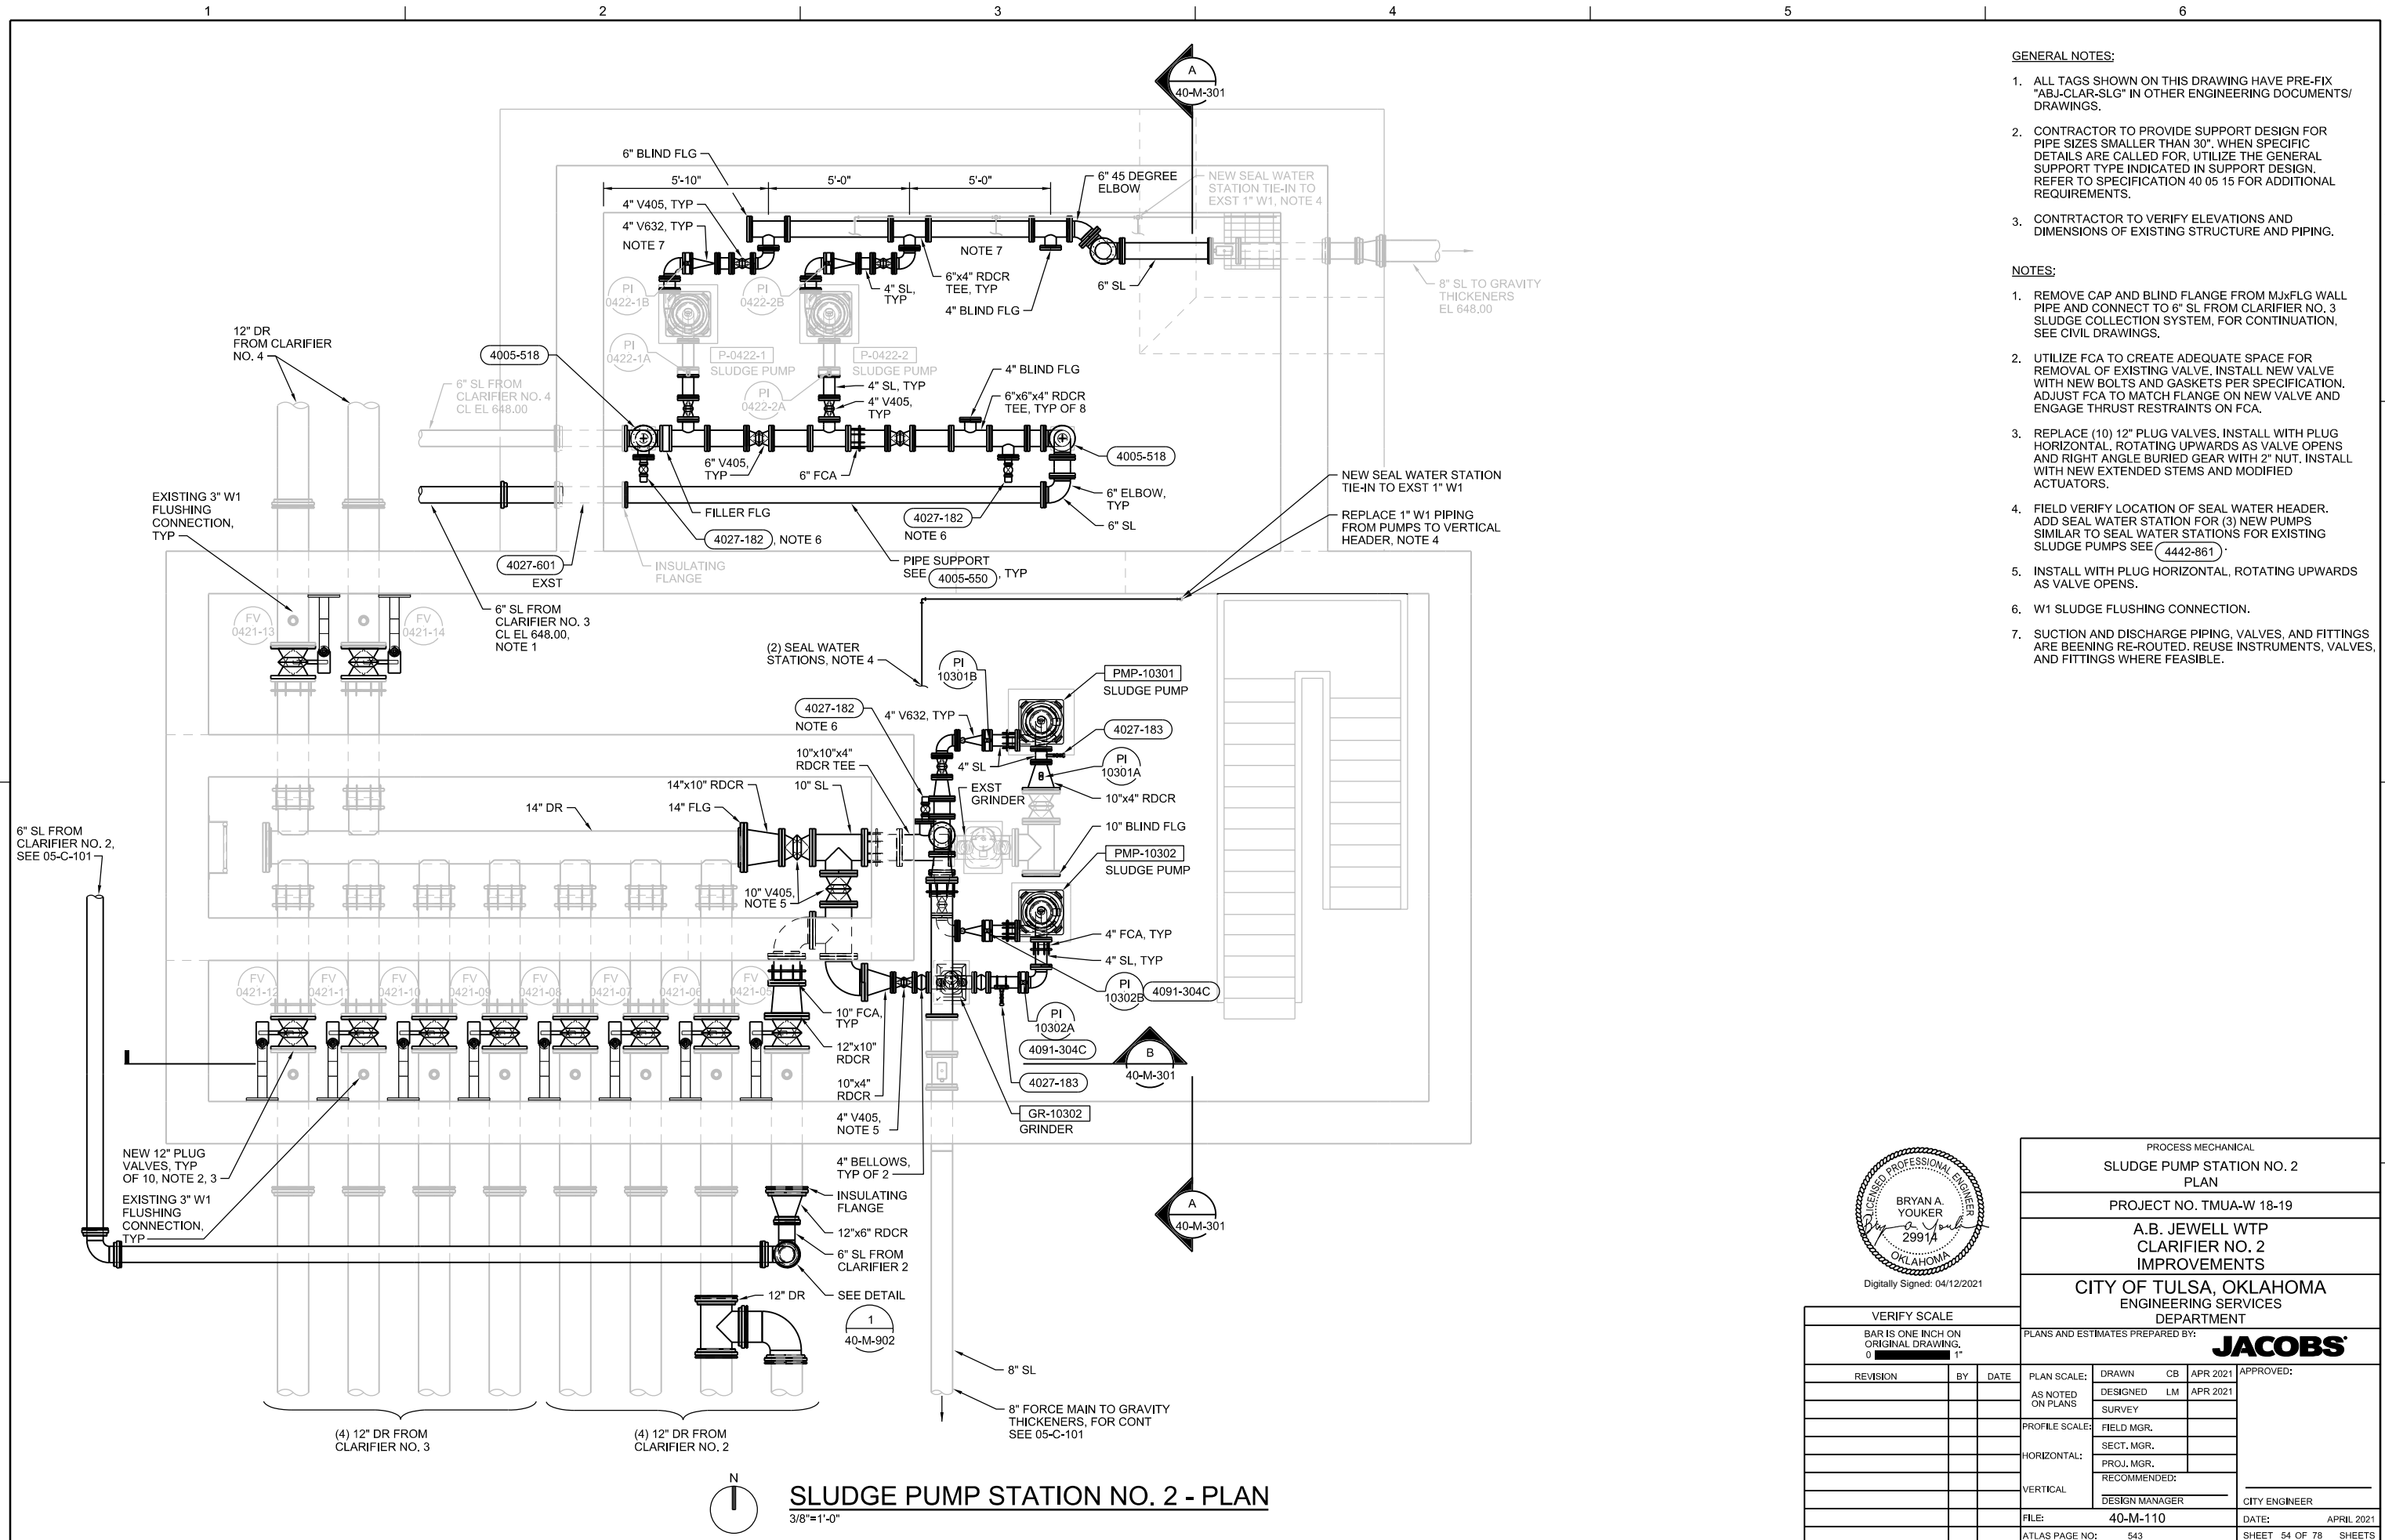 1
2
3
4
5
6
A
40-M-301
6" BLIND FLG
5'-10"
5'-0"
5'-0"
6" 45 DEGREE
ELBOW
NEW SEAL WATER
STATION TIE-IN TO
EXST 1" W1, NOTE 4
4" V405, TYP
4" V632, TYP
NOTE 7
NOTE 7
6"x4" RDCR
TEE, TYP
4" SL,
TYP
4" BLIND FLG
6" SL
8" SL TO GRAVITY
THICKENERS
EL 648.00
PI
0422-1B
PI
0422-2B
PI
0422-1A
P-0422-1
SLUDGE PUMP
P-0422-2
SLUDGE PUMP
PI
0422-2A
12" DR
FROM CLARIFIER
NO. 4
4005-518
6" SL FROM
CLARIFIER NO. 4
CL EL 648.00
4" SL, TYP
4" V405,
TYP
4" BLIND FLG
6"x6"x4" RDCR
TEE, TYP OF 8
4005-518
6" V405,
TYP
6" FCA
NEW SEAL WATER STATION
TIE-IN TO EXST 1" W1
6" ELBOW,
TYP
6" SL
REPLACE 1" W1 PIPING
FROM PUMPS TO VERTICAL
HEADER, NOTE 4
EXISTING 3" W1
FLUSHING
CONNECTION,
TYP
FILLER FLG
4027-182
NOTE 6
4027-182 , NOTE 6
4027-601
EXST
INSULATING
FLANGE
PIPE SUPPORT
SEE 4005-550 , TYP
6" SL FROM
CLARIFIER NO. 3
CL EL 648.00,
NOTE 1
FV
0421-13
FV
0421-14
(2) SEAL WATER
STATIONS, NOTE 4
PI
10301B
PMP-10301
SLUDGE PUMP
4027-182
NOTE 6
4" V632, TYP
4027-183
10"x10"x4"
RDCR TEE
4" SL
PI
10301A
14"x10" RDCR
10" SL
EXST
GRINDER
10"x4" RDCR
14" DR
14" FLG
10" BLIND FLG
6" SL FROM
CLARIFIER NO. 2,
SEE 05-C-101
PMP-10302
SLUDGE PUMP
10" V405,
NOTE 5
4" FCA, TYP
4" SL, TYP
FV
0421-12
FV
0421-11
FV
0421-10
FV
0421-09
FV
0421-08
FV
0421-07
FV
0421-06
FV
0421-05
PI
10302B
4091-304C
10" FCA,
TYP
PI
10302A
4091-304C
12"x10"
RDCR
B
40-M-301
4027-183
10"x4"
RDCR
GR-10302
GRINDER
4" V405,
NOTE 5
NEW 12" PLUG
VALVES, TYP
OF 10, NOTE 2, 3
4" BELLOWS,
TYP OF 2
EXISTING 3" W1
FLUSHING
CONNECTION,
TYP
INSULATING
FLANGE
12"x6" RDCR
6" SL FROM
CLARIFIER 2
A
40-M-301
12" DR
SEE DETAIL
1
40-M-902
8" SL
8" FORCE MAIN TO GRAVITY
THICKENERS, FOR CONT
SEE 05-C-101
(4) 12" DR FROM
CLARIFIER NO. 3
(4) 12" DR FROM
CLARIFIER NO. 2
N
SLUDGE PUMP STATION NO. 2 - PLAN
3/8"=1'-0"
GENERAL NOTES:
1. ALL TAGS SHOWN ON THIS DRAWING HAVE PRE-FIX
"ABJ-CLAR-SLG" IN OTHER ENGINEERING DOCUMENTS/
DRAWINGS.
2. CONTRACTOR TO PROVIDE SUPPORT DESIGN FOR
PIPE SIZES SMALLER THAN 30". WHEN SPECIFIC
DETAILS ARE CALLED FOR, UTILIZE THE GENERAL
SUPPORT TYPE INDICATED IN SUPPORT DESIGN.
REFER TO SPECIFICATION 40 05 15 FOR ADDITIONAL
REQUIREMENTS.
3. CONTRTACTOR TO VERIFY ELEVATIONS AND
DIMENSIONS OF EXISTING STRUCTURE AND PIPING.
NOTES:
1. REMOVE CAP AND BLIND FLANGE FROM MJxFLG WALL
PIPE AND CONNECT TO 6" SL FROM CLARIFIER NO. 3
SLUDGE COLLECTION SYSTEM, FOR CONTINUATION,
SEE CIVIL DRAWINGS.
2. UTILIZE FCA TO CREATE ADEQUATE SPACE FOR
REMOVAL OF EXISTING VALVE. INSTALL NEW VALVE
WITH NEW BOLTS AND GASKETS PER SPECIFICATION.
ADJUST FCA TO MATCH FLANGE ON NEW VALVE AND
ENGAGE THRUST RESTRAINTS ON FCA.
3. REPLACE (10) 12" PLUG VALVES. INSTALL WITH PLUG
HORIZONTAL, ROTATING UPWARDS AS VALVE OPENS
AND RIGHT ANGLE BURIED GEAR WITH 2" NUT. INSTALL
WITH NEW EXTENDED STEMS AND MODIFIED
ACTUATORS.
4. FIELD VERIFY LOCATION OF SEAL WATER HEADER.
ADD SEAL WATER STATION FOR (3) NEW PUMPS
SIMILAR TO SEAL WATER STATIONS FOR EXISTING
SLUDGE PUMPS SEE 4442-861 .
5. INSTALL WITH PLUG HORIZONTAL, ROTATING UPWARDS
AS VALVE OPENS.
6. W1 SLUDGE FLUSHING CONNECTION.
7. SUCTION AND DISCHARGE PIPING, VALVES, AND FITTINGS
ARE BEENING RE-ROUTED. REUSE INSTRUMENTS, VALVES,
AND FITTINGS WHERE FEASIBLE.
LICENSED PROFESSIONAL ENGINEER
BRYAN A.
YOUKER
29914
OKLAHOMA
Digitally Signed: 04/12/2021
PROCESS MECHANICAL
SLUDGE PUMP STATION NO. 2
PLAN
PROJECT NO. TMUA-W 18-19
A.B. JEWELL WTP
CLARIFIER NO. 2
IMPROVEMENTS
CITY OF TULSA, OKLAHOMA
ENGINEERING SERVICES
DEPARTMENT
VERIFY SCALE
BAR IS ONE INCH ON
ORIGINAL DRAWING.
0 1"
PLANS AND ESTIMATES PREPARED BY:
JACOBS
REVISION BY DATE
PLAN SCALE:
AS NOTED
ON PLANS
PROFILE SCALE:
HORIZONTAL:
VERTICAL
DRAWN CB APR 2021
DESIGNED LM APR 2021
SURVEY
FIELD MGR.
SECT. MGR.
PROJ. MGR.
RECOMMENDED:
DESIGN MANAGER
APPROVED:
CITY ENGINEER
FILE: 40-M-110
DATE: APRIL 2021
ATLAS PAGE NO: 543
SHEET 54 OF 78 SHEETS